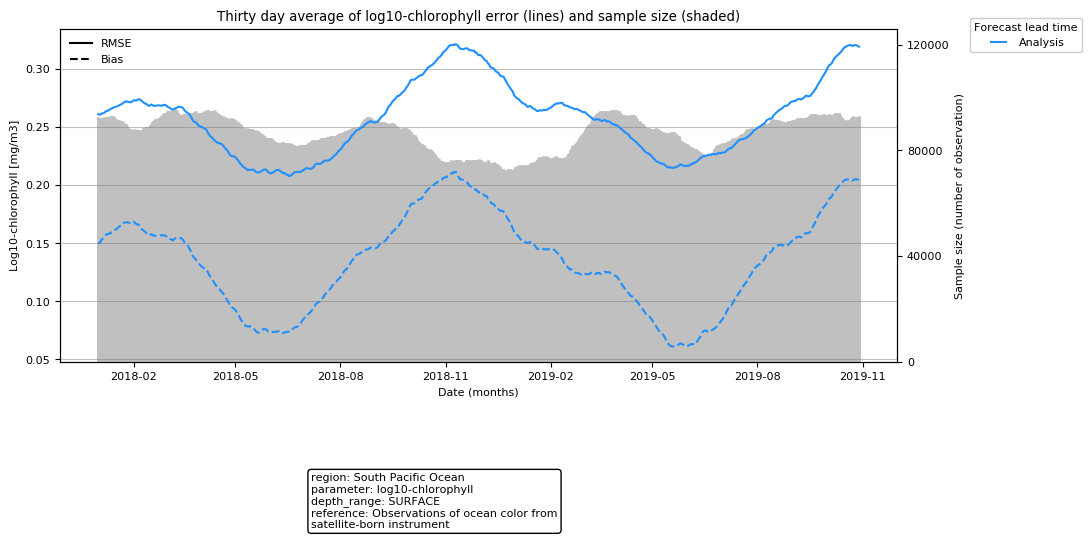 Thirty day average of log10-chlorophyll error (lines) and sample size (shaded)
RMSE
Bias
Forecast lead time
Analysis
Log10-chlorophyll [mg/m3]
0.30
0.25
0.20
0.15
0.10
0.05
120000
80000
40000
0
Sample size (number of observation)
2018-02
2018-05
2018-08
2018-11
2019-02
2019-05
2019-08
2019-11
Date (months)
region: South Pacific Ocean
parameter: log10-chlorophyll
depth_range: SURFACE
reference: Observations of ocean color from
satellite-born instrument